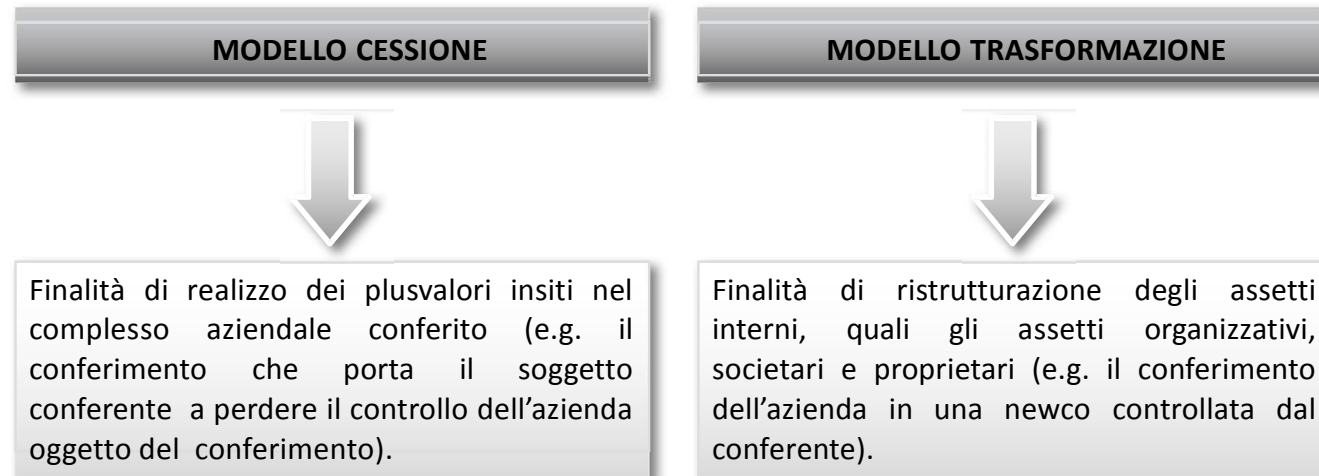 MODELLO CESSIONE
Finalità di realizzo dei plusvalori insiti nel
complesso aziendale conferito (e.g. il
conferimento che porta il soggetto
conferente a perdere il controllo dell’azienda
oggetto del conferimento).
MODELLO TRASFORMAZIONE
Finalità di ristrutturazione degli assetti
interni, quali gli assetti organizzativi,
societari e proprietari (e.g. il conferimento
dell’azienda in una newco controllata dal
conferente).